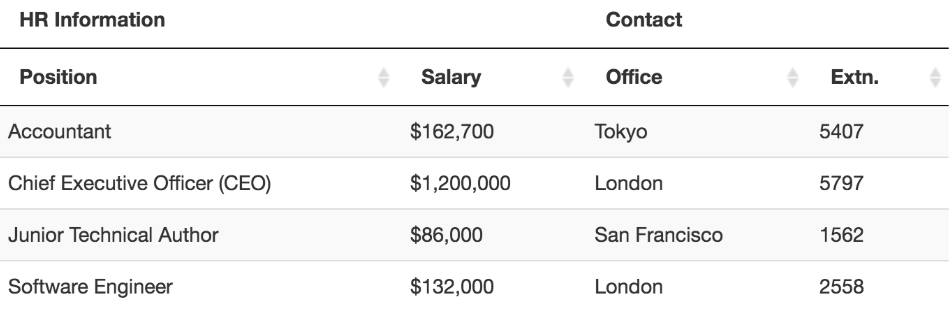 HR Information Contact
Position Salary Office Extn.
Accountant $162,700 Tokyo 5407
Chief Executive Officer (CEO) $1,200,000 London 5797
Junior Technical Author $86,000 San Francisco 1562
Software Engineer $132,000 London 2558